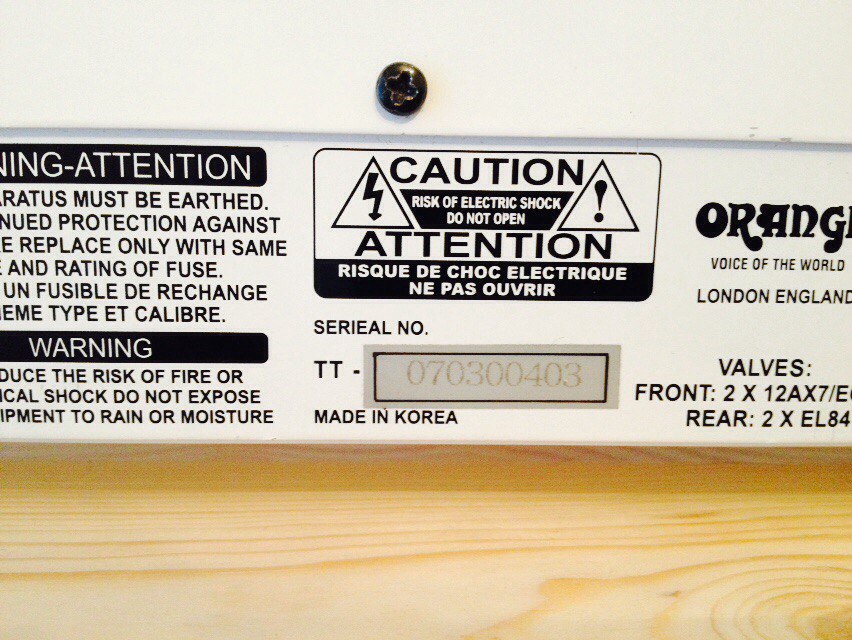 NING-ATTENTION
ARATUS MUST BE EARTHED.
NUED PROTECTION AGAINST
RE REPLACE ONLY WITH SAME
E AND RATING OF FUSE.
UN FUSIBLE DE RECHANGE
MEME TYPE ET CALIBRE.
WARNING
DUCE THE RISK OF FIRE OR
ICAL SHOCK DO NOT EXPOSE
IPMENT TO RAIN OR MOISTURE
CAUTION
RISK OF ELECTRIC SHOCK
DO NOT OPEN
ATTENTION
RISQUE DE CHOC ELECTRIQUE
NE PAS OUVRIR
SERIEAL NO.
TT - 070300403
MADE IN KOREA
ORANG
VOICE OF THE WORLD
LONDON ENGLAND
VALVES:
FRONT: 2 X 12AX7/E
REAR: 2 X EL84